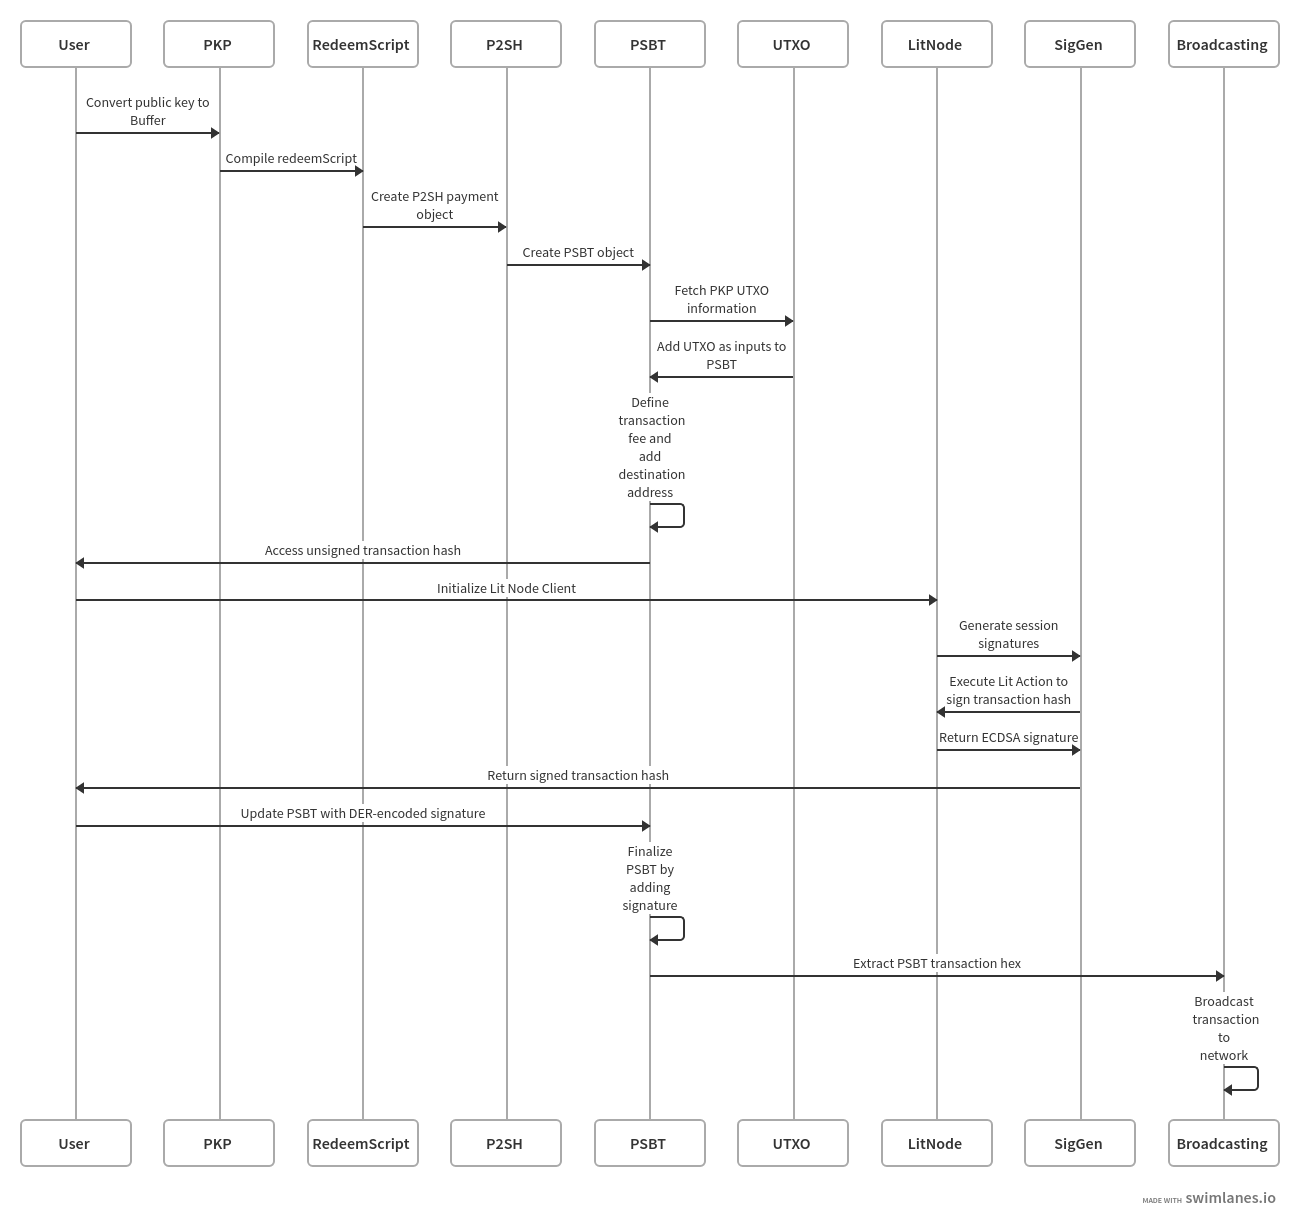 User
PKP
RedeemScript
P2SH
PSBT
UTXO
LitNode
SigGen
Broadcasting
Convert public key to
Buffer
Compile redeemScript
Create P2SH payment
object
Create PSBT object
Fetch PKP UTXO
information
Add UTXO as inputs to
PSBT
Define
transaction
fee and
add
destination
address
Access unsigned transaction hash
Initialize Lit Node Client
Generate session
signatures
Execute Lit Action to
sign transaction hash
Return ECDSA signature
Return signed transaction hash
Update PSBT with DER-encoded signature
Finalize
PSBT by
adding
signature
Extract PSBT transaction hex
Broadcast
transaction
to
network
User
PKP
RedeemScript
P2SH
PSBT
UTXO
LitNode
SigGen
Broadcasting
MADE WITH swimlanes.io